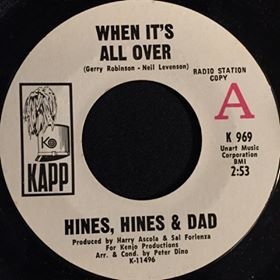 WHEN IT'S
ALL OVER
(Gerry Robinson - Neil Levenson)
RADIO STATION
COPY
A
K 969
Unart Music
Corporation
BMI
2:53
K
KAPP
HINES, HINES & DAD
Produced by Harry Ascola & Sal Forlenza
For Kenjo Productions
Arr. & Cond. by Peter Dino
K-11496